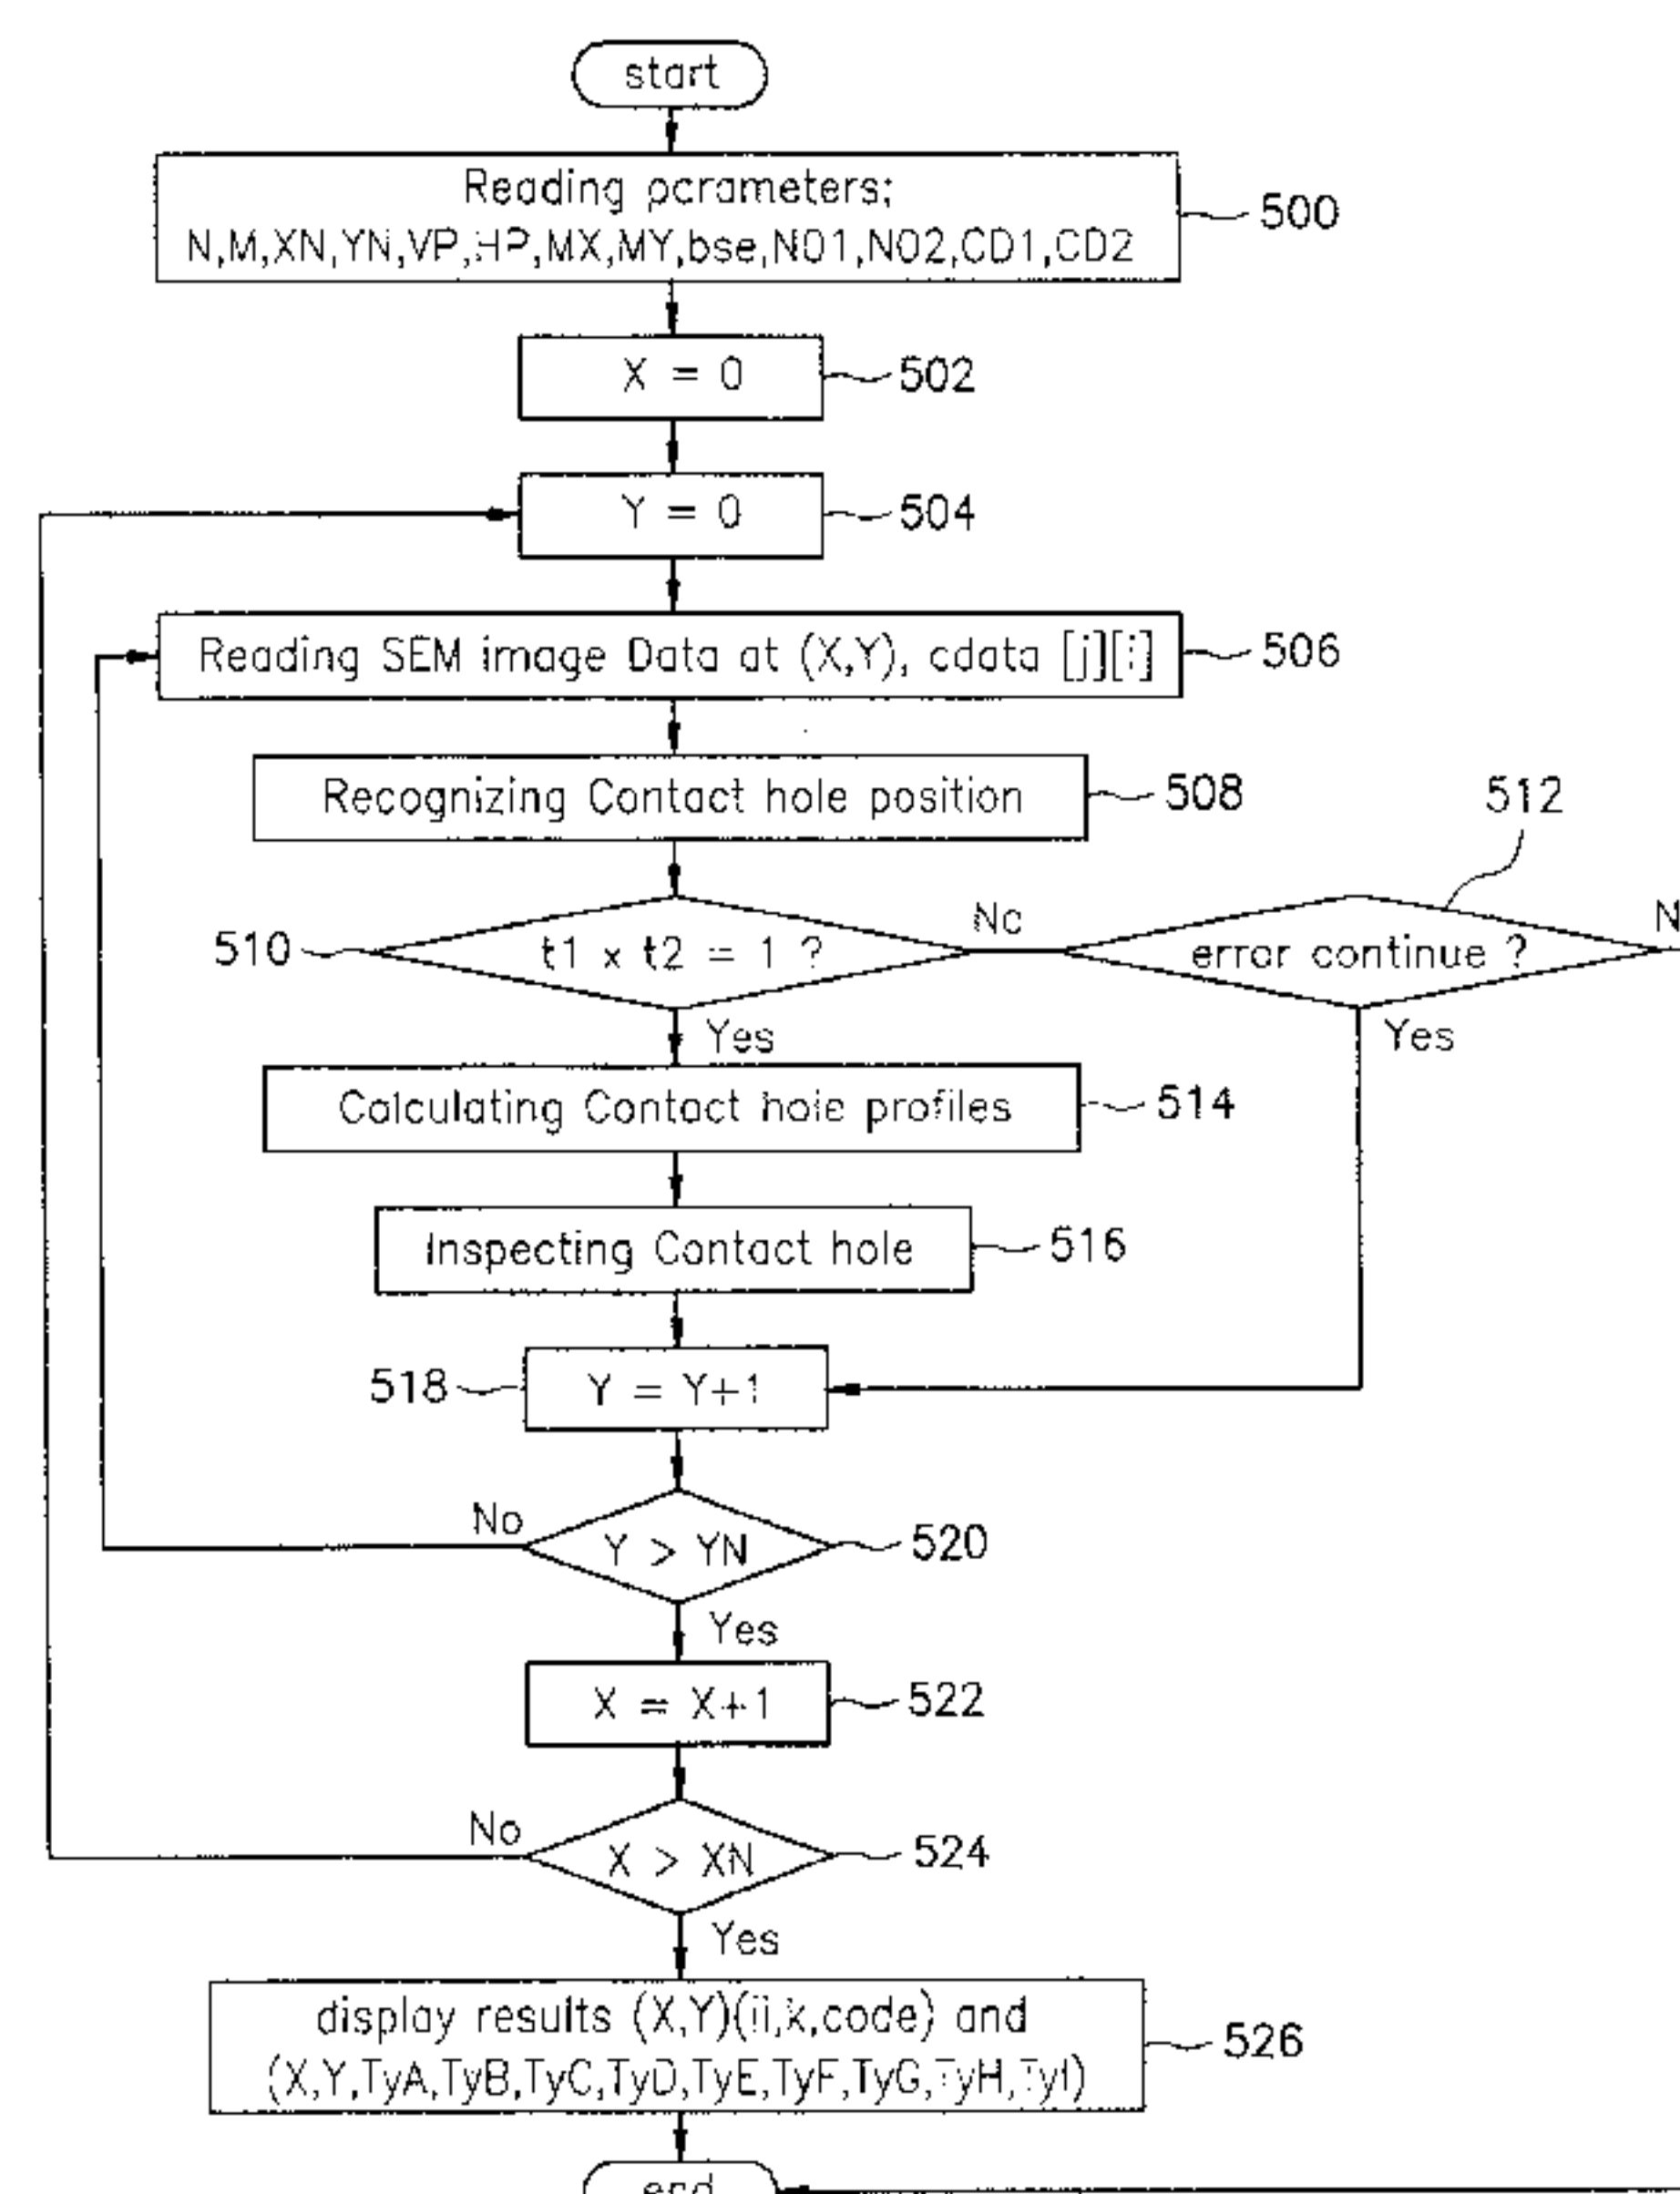 start
Reading parameters;
N,M,XN,YN,VP,HP,MX,MY,bse,NO1,NO2,CD1,CD2
500
X = 0
502
Y = 0
504
Reading SEM image Data at (X,Y), cdata [j][i]
506
Recognizing Contact hole position
508
512
510
t1 x t2 = 1 ?
No
error continue ?
N
Yes
Yes
Calculating Contact hole profiles
514
Inspecting Contact hole
516
518
Y = Y+1
No
Y > YN
520
Yes
X = X+1
522
No
X > XN
524
Yes
display results (X,Y)(ii,k,code) and
(X,Y,TyA,TyB,TyC,TyD,TyE,TyF,TyG,TyH,TyI)
526
end